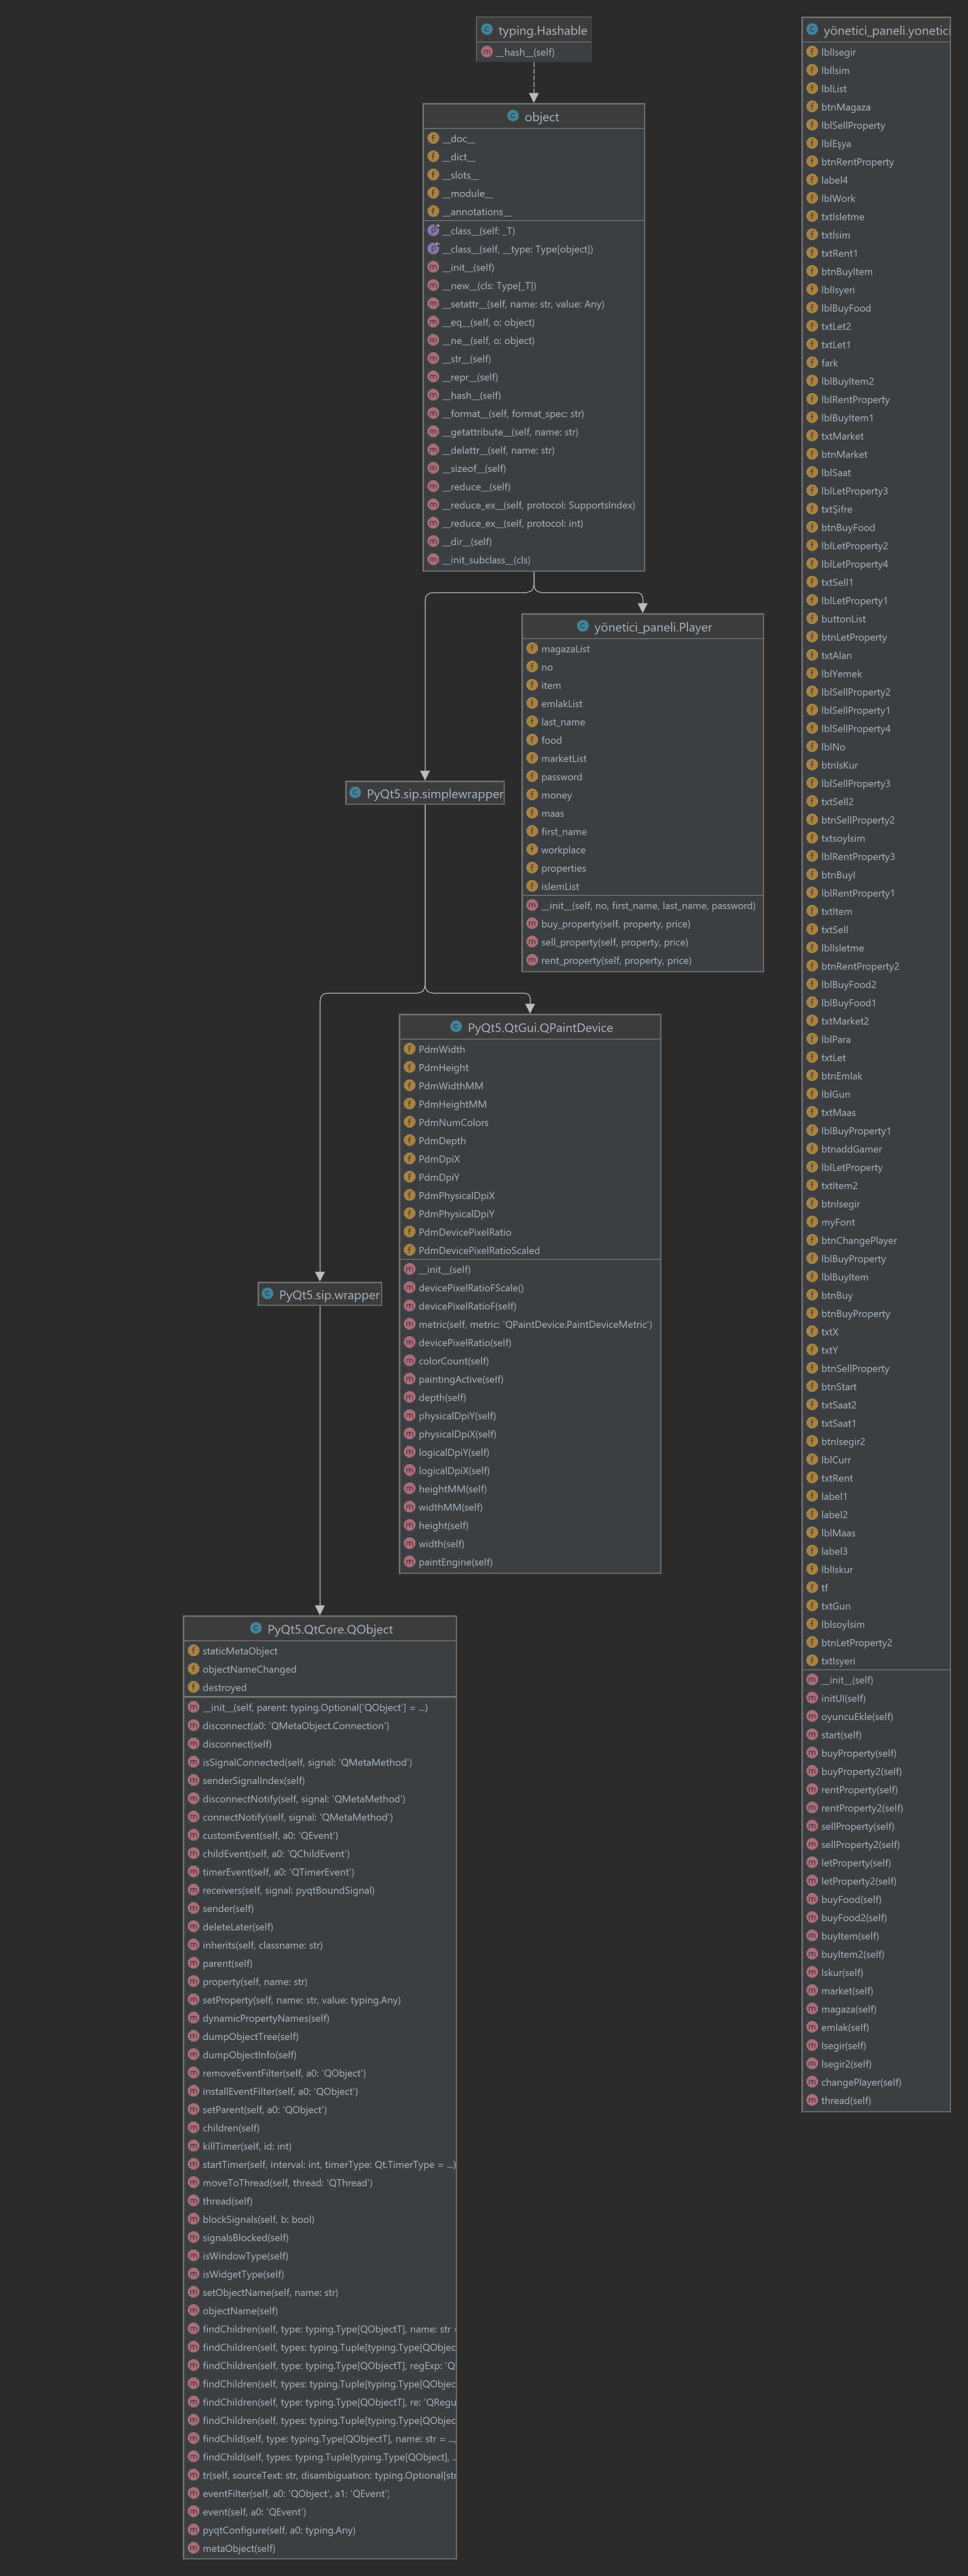 typing.Hashable
__hash__(self)
object
__doc__
__dict__
__slots__
__module__
__annotations__
__class__(self: _T)
__class__(self, __type: Type[object])
__init__(self)
__new__(cls: Type[_T])
__setattr__(self, name: str, value: Any)
__eq__(self, o: object)
__ne__(self, o: object)
__str__(self)
__repr__(self)
__hash__(self)
__format__(self, format_spec: str)
__getattribute__(self, name: str)
__delattr__(self, name: str)
__sizeof__(self)
__reduce__(self)
__reduce_ex__(self, protocol: SupportsIndex)
__reduce_ex__(self, protocol: int)
__dir__(self)
__init_subclass__(cls)
yönetici_paneli.Player
magazaList
no
item
emlakList
last_name
food
marketList
password
money
maas
first_name
workplace
properties
islemList
__init__(self, no, first_name, last_name, password)
buy_property(self, property, price)
sell_property(self, property, price)
rent_property(self, property, price)
PyQt5.sip.simplewrapper
PyQt5.QtGui.QPaintDevice
PdmWidth
PdmHeight
PdmWidthMM
PdmHeightMM
PdmNumColors
PdmDepth
PdmDpiX
PdmDpiY
PdmPhysicalDpiX
PdmPhysicalDpiY
PdmDevicePixelRatio
PdmDevicePixelRatioScaled
__init__(self)
devicePixelRatioFScale()
devicePixelRatioF(self)
metric(self, metric: 'QPaintDevice.PaintDeviceMetric')
devicePixelRatio(self)
colorCount(self)
paintingActive(self)
depth(self)
physicalDpiY(self)
physicalDpiX(self)
logicalDpiY(self)
logicalDpiX(self)
heightMM(self)
widthMM(self)
height(self)
width(self)
paintEngine(self)
PyQt5.sip.wrapper
PyQt5.QtCore.QObject
staticMetaObject
objectNameChanged
destroyed
__init__(self, parent: typing.Optional['QObject'] = ...)
disconnect(a0: 'QMetaObject.Connection')
disconnect(self)
isSignalConnected(self, signal: 'QMetaMethod')
senderSignalIndex(self)
disconnectNotify(self, signal: 'QMetaMethod')
connectNotify(self, signal: 'QMetaMethod')
customEvent(self, a0: 'QEvent')
childEvent(self, a0: 'QChildEvent')
timerEvent(self, a0: 'QTimerEvent')
receivers(self, signal: pyqtBoundSignal)
sender(self)
deleteLater(self)
inherits(self, classname: str)
parent(self)
property(self, name: str)
setProperty(self, name: str, value: typing.Any)
dynamicPropertyNames(self)
dumpObjectTree(self)
dumpObjectInfo(self)
removeEventFilter(self, a0: 'QObject')
installEventFilter(self, a0: 'QObject')
setParent(self, a0: 'QObject')
children(self)
killTimer(self, id: int)
startTimer(self, interval: int, timerType: Qt.TimerType = ...)
moveToThread(self, thread: 'QThread')
thread(self)
blockSignals(self, b: bool)
signalsBlocked(self)
isWindowType(self)
isWidgetType(self)
setObjectName(self, name: str)
objectName(self)
findChildren(self, type: typing.Type[QObjectT], name: str =
findChildren(self, types: typing.Tuple[typing.Type[QObjec
findChildren(self, type: typing.Type[QObjectT], regExp: 'Q
findChildren(self, types: typing.Tuple[typing.Type[QObjec
findChildren(self, type: typing.Type[QObjectT], re: 'QRegu
findChildren(self, types: typing.Tuple[typing.Type[QObjec
findChild(self, type: typing.Type[QObjectT], name: str = ...,
findChild(self, types: typing.Tuple[typing.Type[QObject], ..
tr(self, sourceText: str, disambiguation: typing.Optional[str
eventFilter(self, a0: 'QObject', a1: 'QEvent')
event(self, a0: 'QEvent')
pyqtConfigure(self, a0: typing.Any)
metaObject(self)
yönetici_paneli.yonetici
lblIsegir
lblİsim
lblList
btnMagaza
lblSellProperty
lblEşya
btnRentProperty
label4
lblWork
txtIsletme
txtİsim
txtRent1
btnBuyItem
lblIsyeri
lblBuyFood
txtLet2
txtLet1
fark
lblBuyItem2
lblRentProperty
lblBuyItem1
txtMarket
btnMarket
lblSaat
lblLetProperty3
txtŞifre
btnBuyFood
lblLetProperty2
lblLetProperty4
txtSell1
lblLetProperty1
buttonList
btnLetProperty
txtAlan
lblYemek
lblSellProperty2
lblSellProperty1
lblSellProperty4
lblNo
btnIsKur
lblSellProperty3
txtSell2
btnSellProperty2
txtsoyİsim
lblRentProperty3
btnBuyI
lblRentProperty1
txtItem
txtSell
lblIsletme
btnRentProperty2
lblBuyFood2
lblBuyFood1
txtMarket2
lblPara
txtLet
btnEmlak
lblGun
txtMaas
lblBuyProperty1
btnaddGamer
lblLetProperty
txtItem2
btnIsegir
myFont
btnChangePlayer
lblBuyProperty
lblBuyItem
btnBuy
btnBuyProperty
txtX
txtY
btnSellProperty
btnStart
txtSaat2
txtSaat1
btnIsegir2
lblCurr
txtRent
label1
label2
lblMaas
label3
lblIskur
tf
txtGun
lblsoyİsim
btnLetProperty2
txtIsyeri
__init__(self)
initUI(self)
oyuncuEkle(self)
start(self)
buyProperty(self)
buyProperty2(self)
rentProperty(self)
rentProperty2(self)
sellProperty(self)
sellProperty2(self)
letProperty(self)
letProperty2(self)
buyFood(self)
buyFood2(self)
buyItem(self)
buyItem2(self)
Iskur(self)
market(self)
magaza(self)
emlak(self)
Isegir(self)
Isegir2(self)
changePlayer(self)
thread(self)